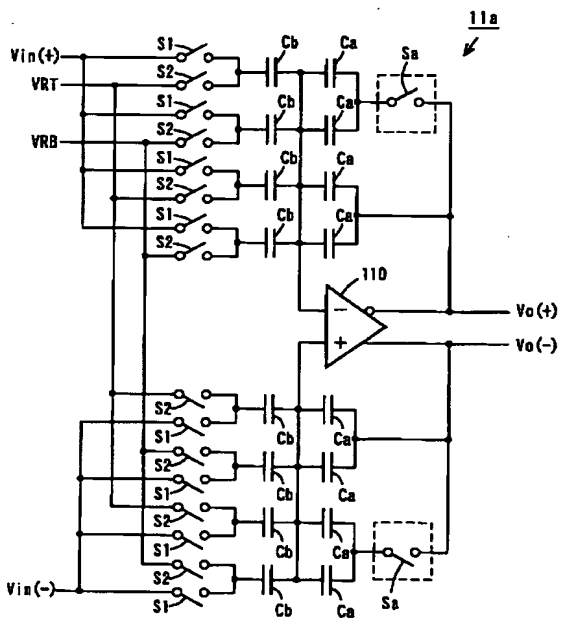 11a
S1 Cb Ca
Vin(+) Sa
S2
VRT
S1 Ca
S2 Cb
VRB
S1 Cb Ca
S2
S1 Ca
S2 Cb
110
−
Vo(+)
+
Vo(-)
S2
S1 Cb Ca
S2
S1 Cb Ca
S2
S1 Cb Ca
S2
Vin(-) Sa
S1 Cb Ca